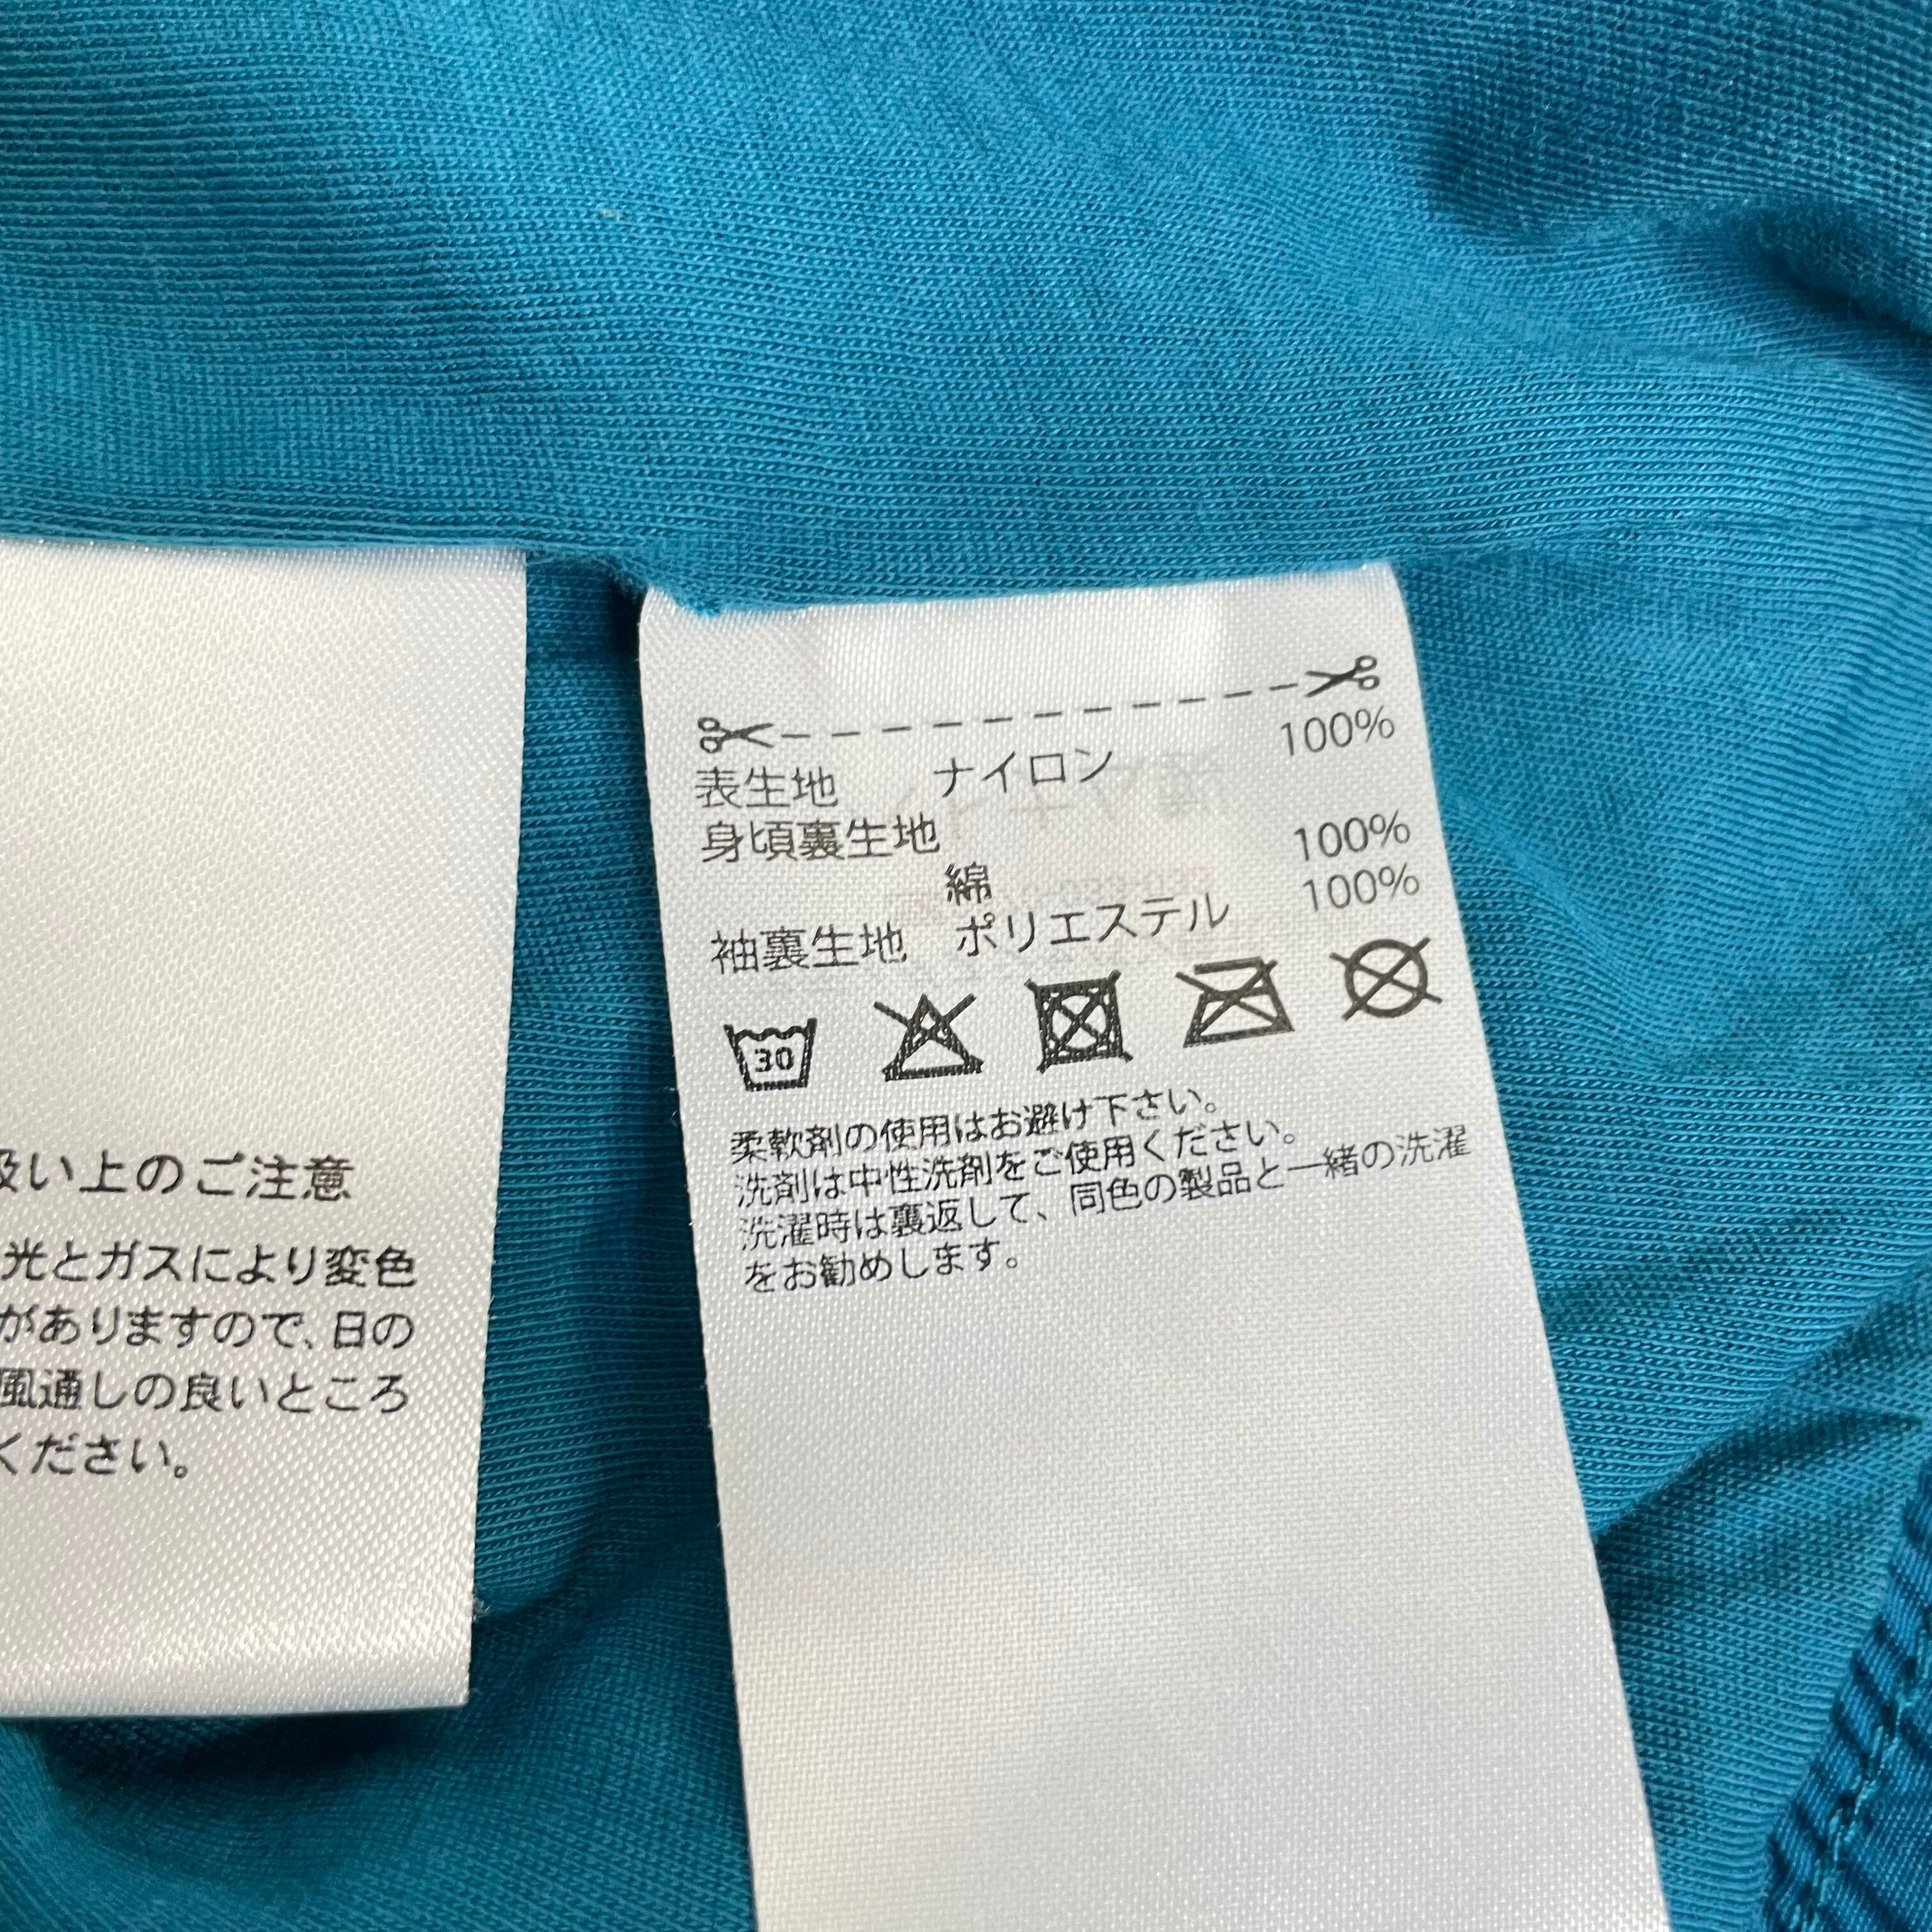 扱い上のご注意
光とガスにより変色
がありますので、日の
風通しの良いところ
ください。
表生地 ナイロン 100%
身頃裏生地
綿 100%
袖裏生地 ポリエステル 100%
30
柔軟剤の使用はお避け下さい。
洗剤は中性洗剤をご使用ください。
洗濯時は裏返して、同色の製品と一緒の洗濯
をお勧めします。